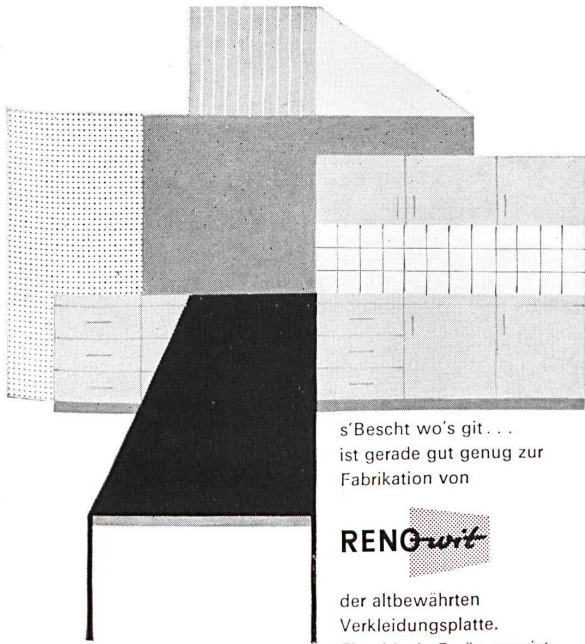 s'Bescht wo's git...
ist gerade gut genug zur
Fabrikation von
RENOwit
der altbewährten
Verkleidungsplatte.